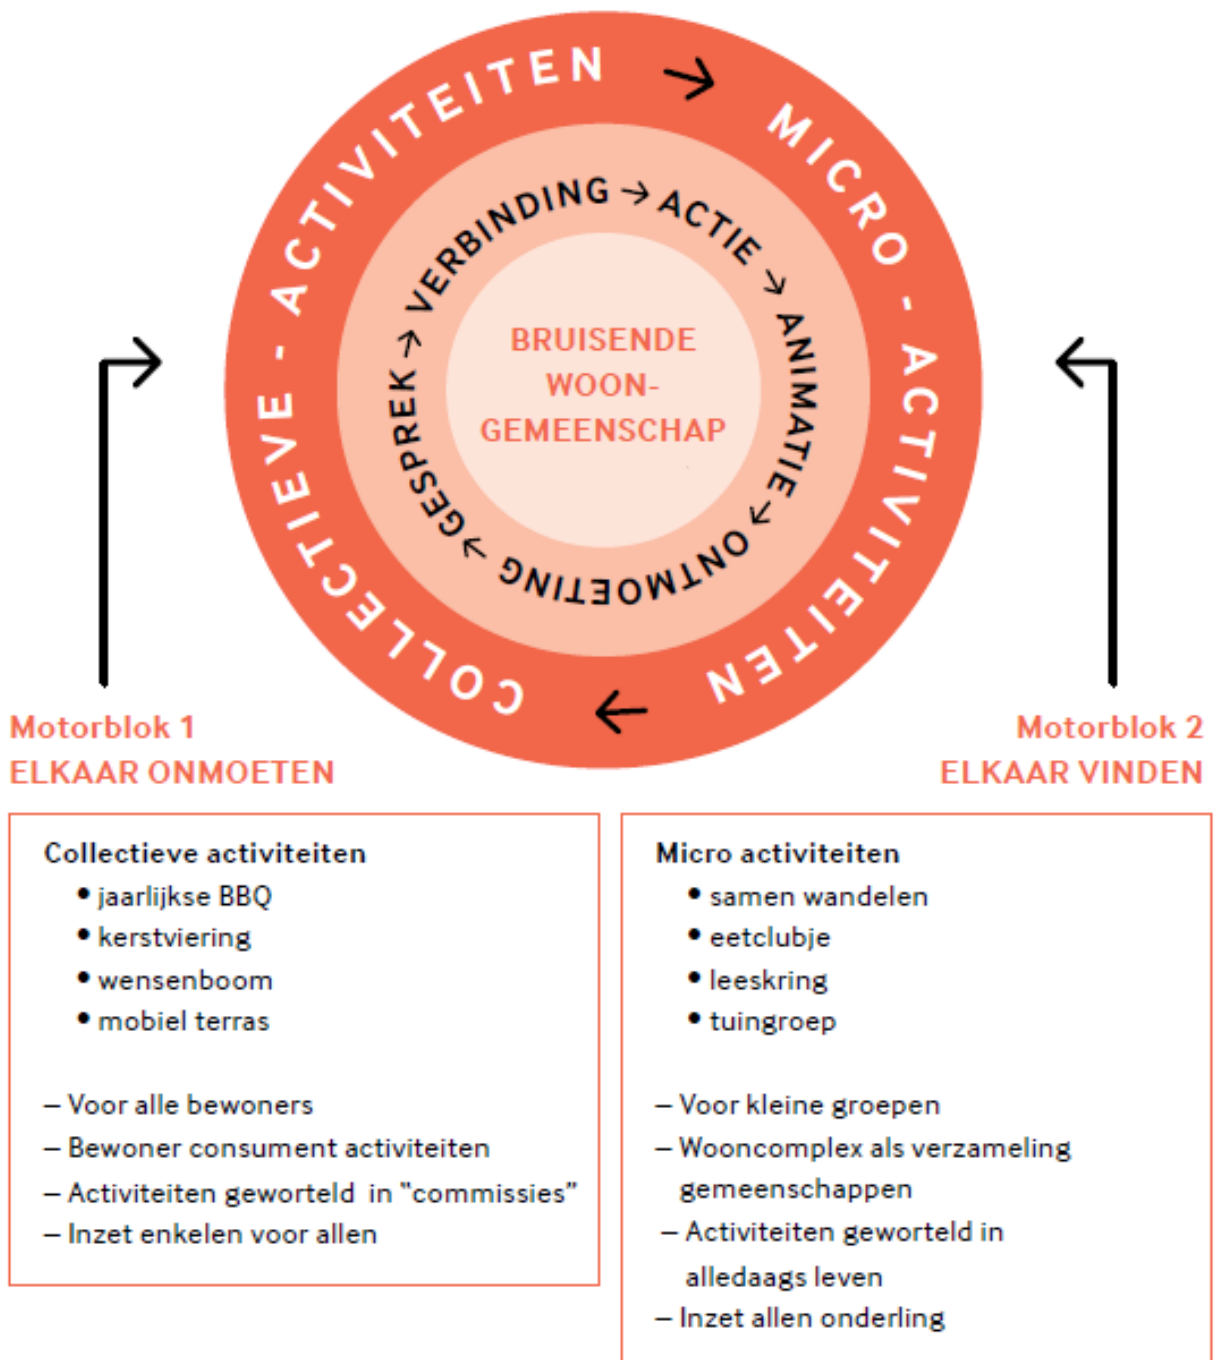 COLLECTIEVE - ACTIVITEITEN →
MICRO - ACTIVITEITEN →
GESPREK → VERBINDING → ACTIE → ANIMATIE → ONTMOETING →
BRUISENDE
WOON-
GEMEENSCHAP
Motorblok 1
ELKAAR ONMOETEN
Collectieve activiteiten
• jaarlijkse BBQ
• kerstviering
• wensenboom
• mobiel terras
– Voor alle bewoners
– Bewoner consument activiteiten
– Activiteiten geworteld in "commissies”
– Inzet enkelen voor allen
Motorblok 2
ELKAAR VINDEN
Micro activiteiten
• samen wandelen
• eetclubje
• leeskring
• tuingroep
– Voor kleine groepen
– Wooncomplex als verzameling
gemeenschappen
– Activiteiten geworteld in
alledaags leven
– Inzet allen onderling